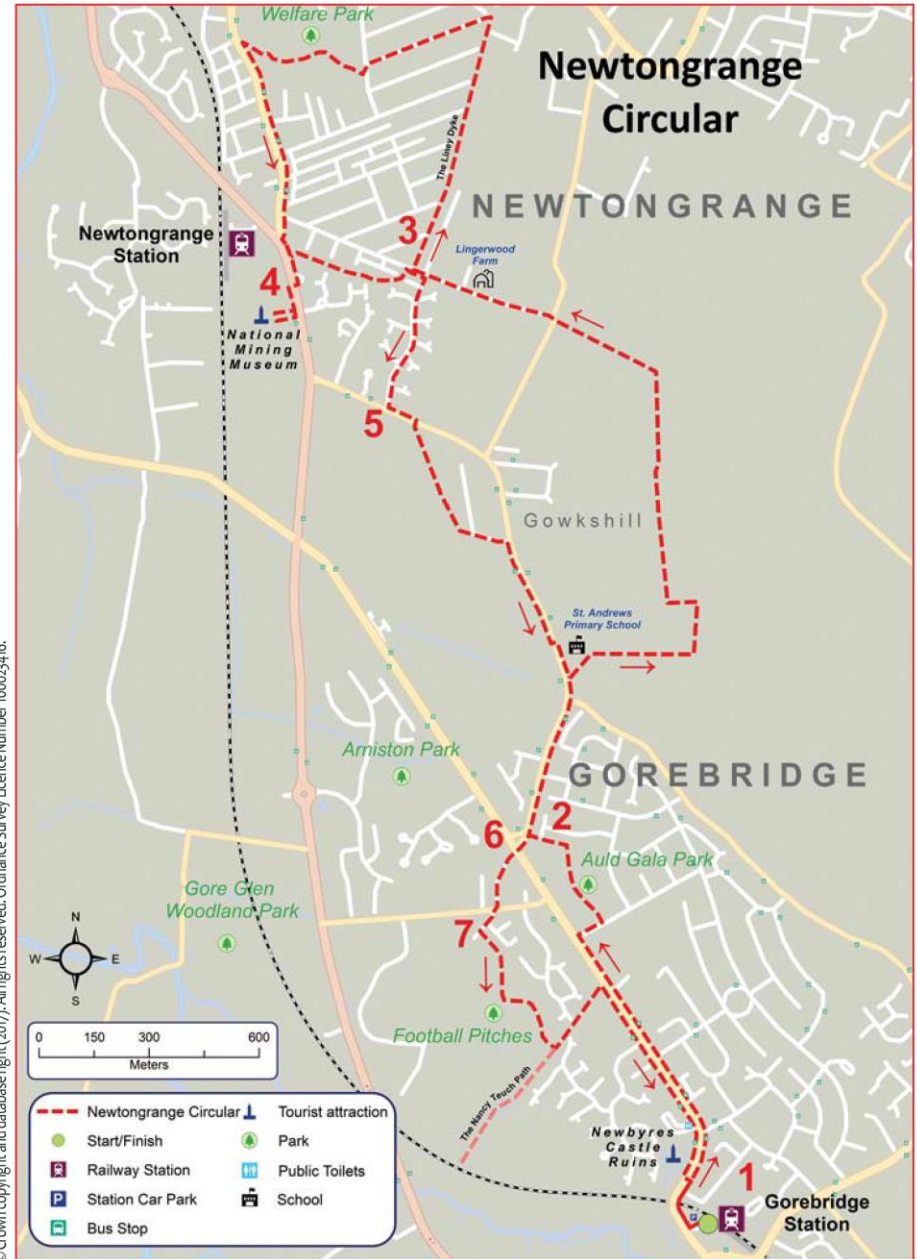 Welfare Park
Newtongrange
Circular
The Liney Dyke
NEWTONGRANGE
3
Newtongrange
Station
Lingerwood
Farm
4
National
Mining
Museum
5
Gowkshill
St. Andrews
Primary School
Arniston Park
GOREBRIDGE
6
2
Auld Gala Park
Gore Glen
Woodland Park
7
N
W
E
S
Football Pitches
0 150 300 600
Meters
The Nancy Teuch Path
Newbyres
Castle
Ruins
1
Gorebridge
Station
P
Newtongrange Circular
Tourist attraction
Start/Finish
Park
Railway Station
Public Toilets
P
Station Car Park
School
Bus Stop
© Crown copyright and database right (2017). All rights reserved. Ordnance Survey Licence Number 100023416.